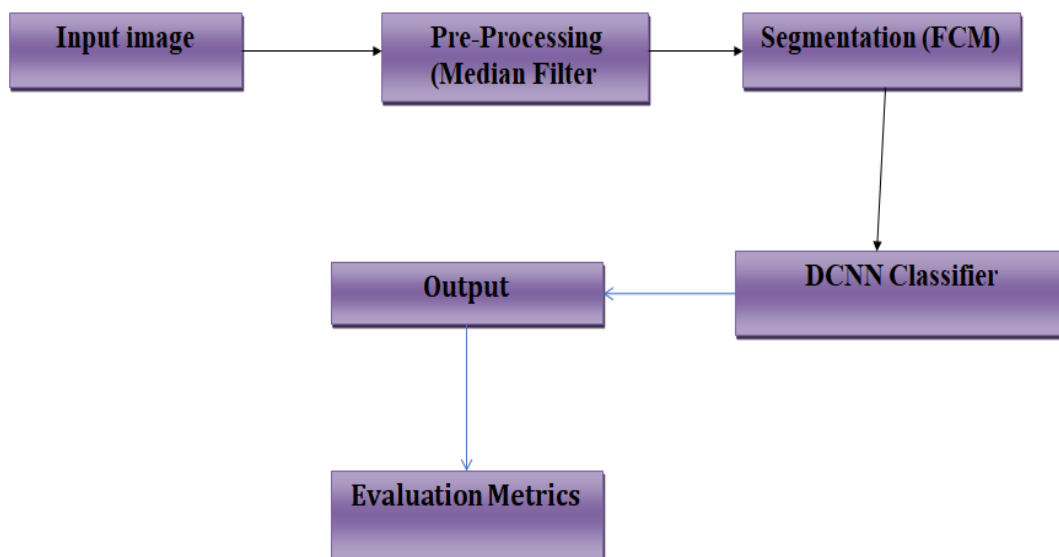 Input image
Pre-Processing
(Median Filter
Segmentation (FCM)
DCNN Classifier
Output
Evaluation Metrics